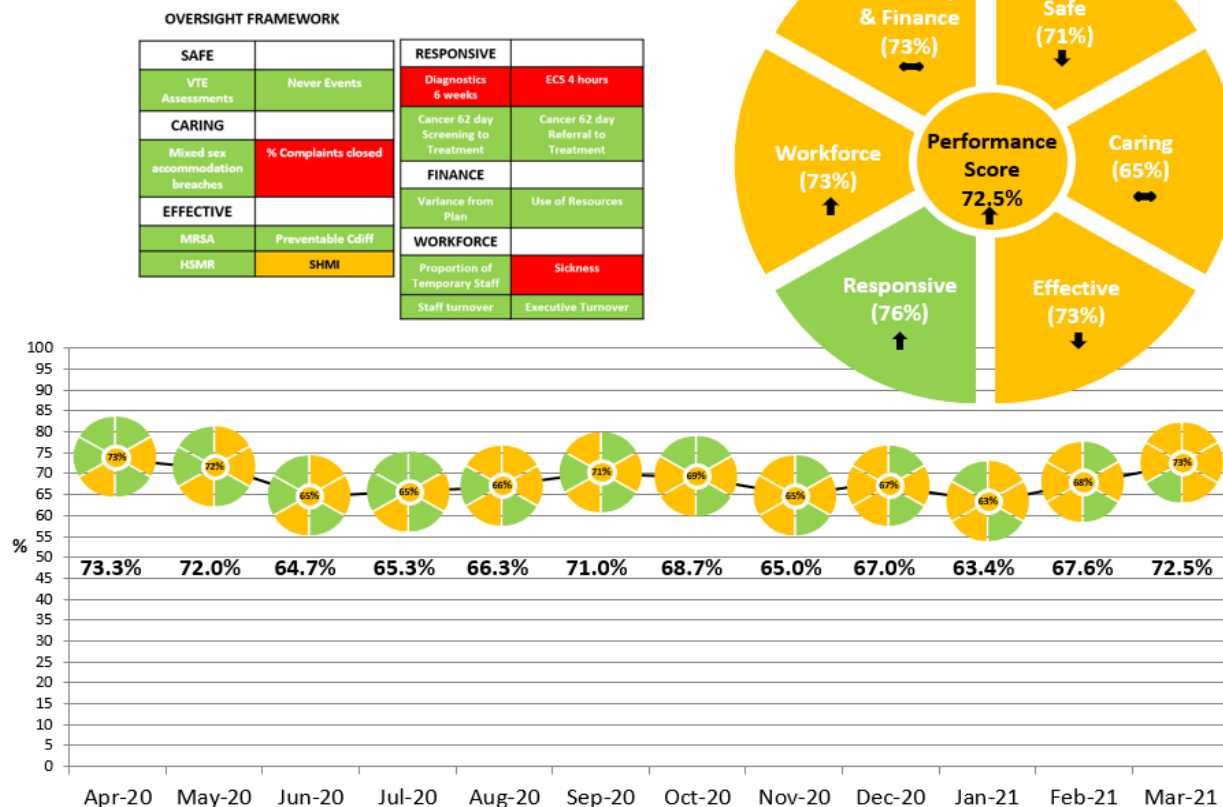 OVERSIGHT FRAMEWORK
SAFE
VTE
Assessments
Never Events
CARING
Mixed sex
accommodation
breaches
% Complaints closed
EFFECTIVE
MRSA
Preventable Cdiff
HSMR
SHMI
RESPONSIVE
Diagnostics
6 weeks
ECS 4 hours
Cancer 62 day
Screening to
Treatment
Cancer 62 day
Referral to
Treatment
FINANCE
Variance from
Plan
Use of Resources
WORKFORCE
Proportion of
Temporary Staff
Sickness
Staff turnover
Executive Turnover
& Finance
(73%)
Safe
(71%)
Workforce
(73%)
Performance
Score
72.5%
Caring
(65%)
Responsive
(76%)
Effective
(73%)
100
95
90
85
80
75
70
65
60
55
50
45
40
35
30
25
20
15
10
5
0
%
73%
72%
65%
65%
66%
71%
69%
65%
67%
63%
68%
73%
73.3%
72.0%
64.7%
65.3%
66.3%
71.0%
68.7%
65.0%
67.0%
63.4%
67.6%
72.5%
Apr-20
May-20
Jun-20
Jul-20
Aug-20
Sep-20
Oct-20
Nov-20
Dec-20
Jan-21
Feb-21
Mar-21